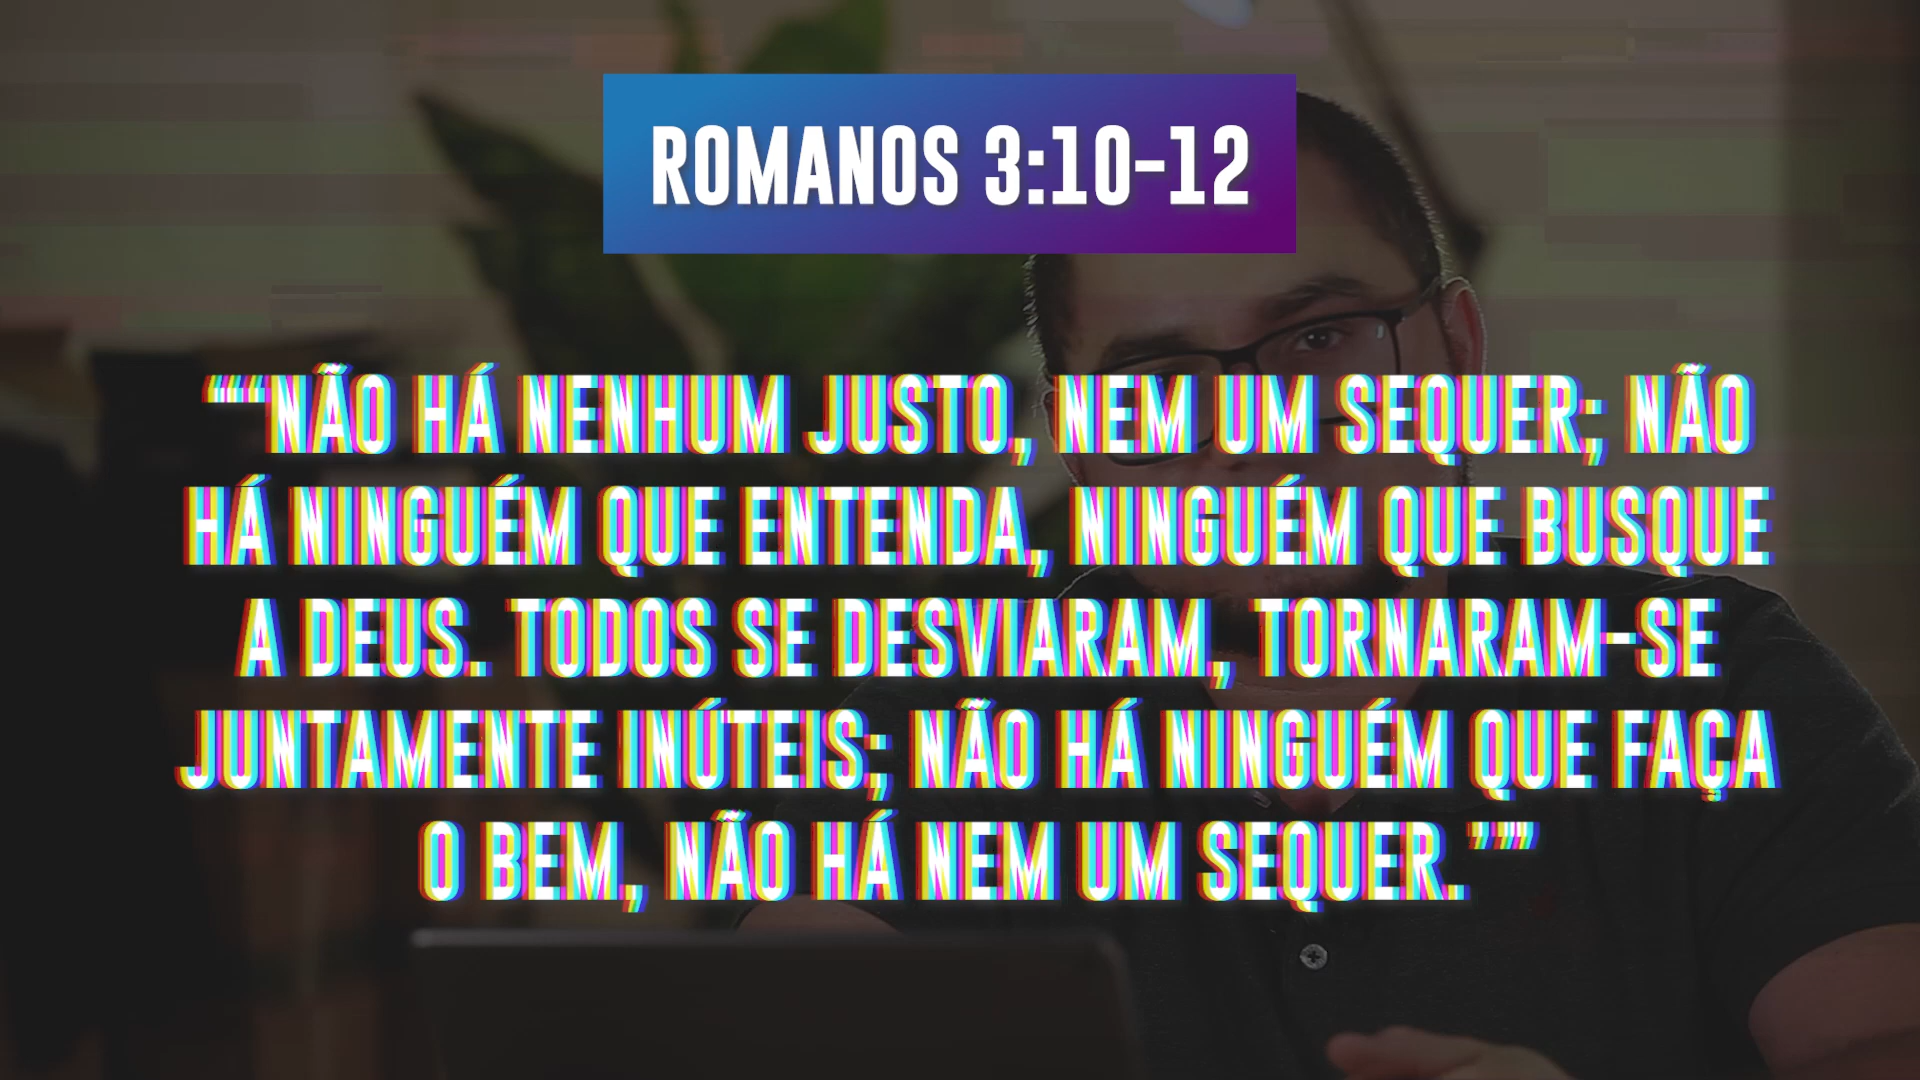 ROMANOS 3:10-12
"“NÃO HÁ NENHUM JUSTO, NEM UM SEQUER; NÃO
HÁ NINGUÉM QUE ENTENDA, NINGUÉM QUE BUSQUE
A DEUS. TODOS SE DESVIARAM, TORNARAM-SE
JUNTAMENTE INÚTEIS; NÃO HÁ NINGUÉM QUE FAÇA
O BEM, NÃO HÁ NEM UM SEQUER.”"